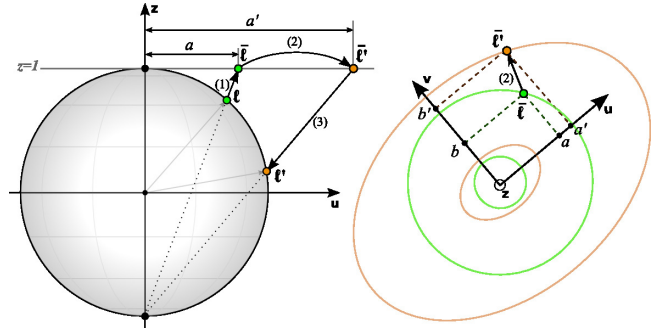 z
a'
a
(2)
ℓ̄
ℓ̄'
z=1
(1)
ℓ
(3)
ℓ'
u
ℓ̄'
v
(2)
u
b'
ℓ̄
a'
b
a
z